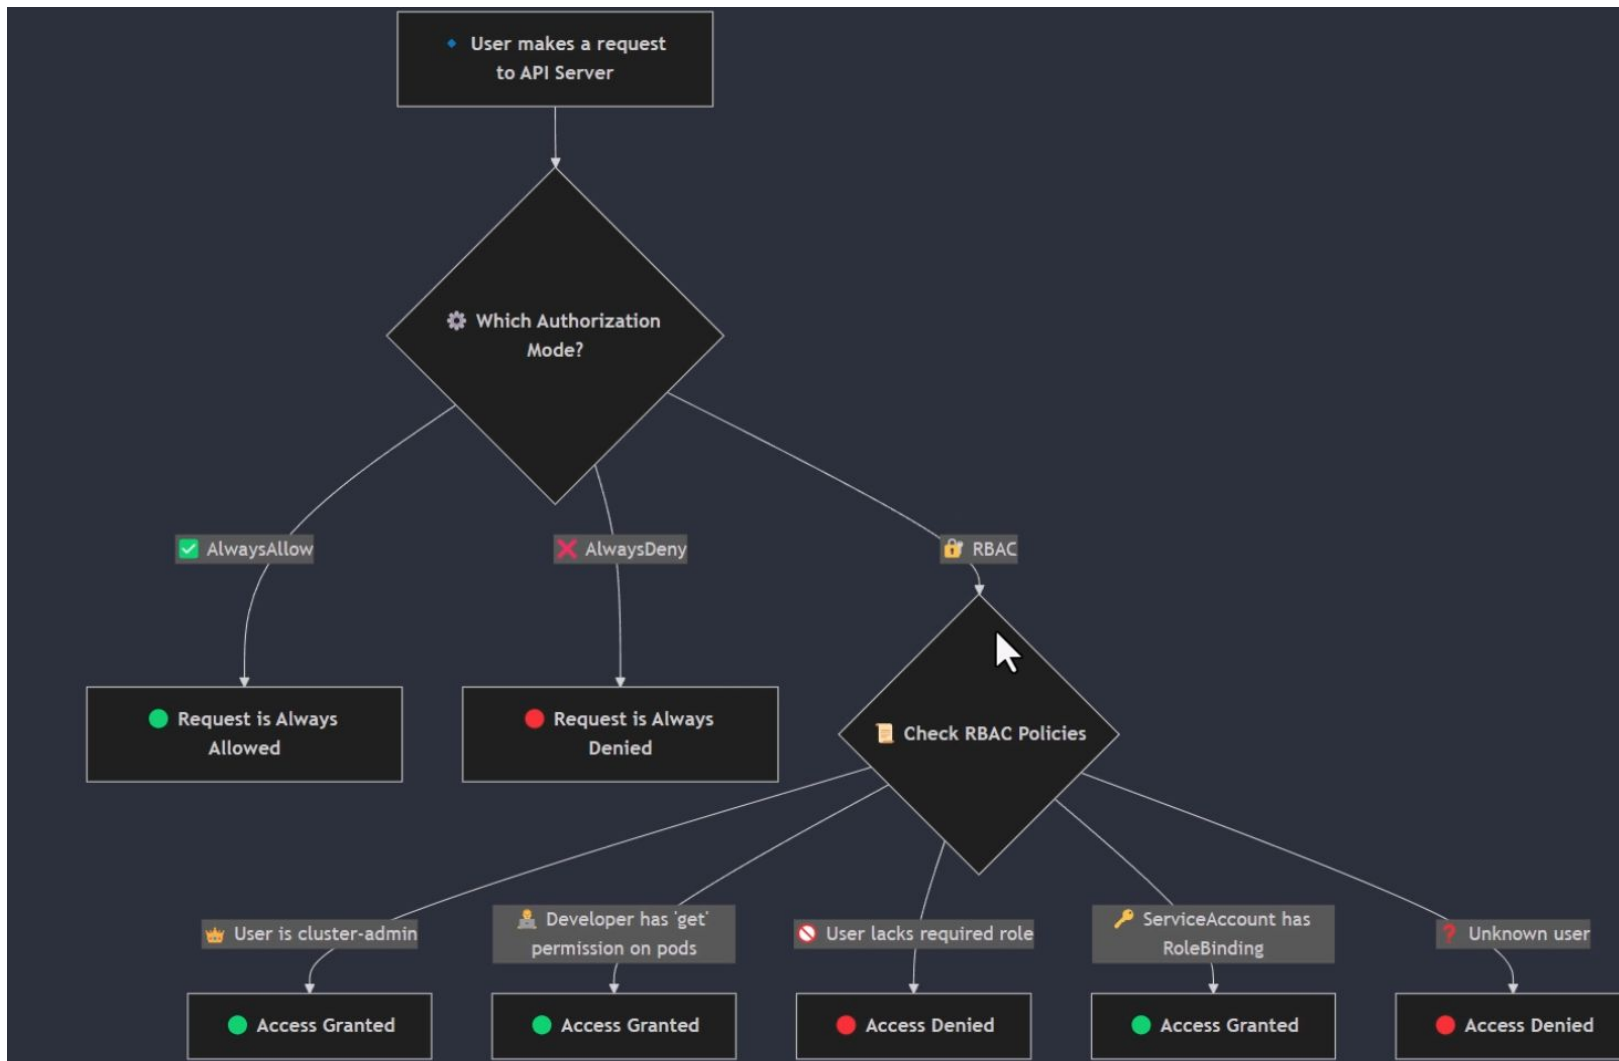 🔹 User makes a request
to API Server
⚙️ Which Authorization
Mode?
✅ AlwaysAllow
❌ AlwaysDeny
🔐 RBAC
🟢 Request is Always
Allowed
🔴 Request is Always
Denied
📜 Check RBAC Policies
👑 User is cluster-admin
👨‍💻 Developer has 'get'
permission on pods
🚫 User lacks required role
🔑 ServiceAccount has
RoleBinding
❓ Unknown user
🟢 Access Granted
🟢 Access Granted
🔴 Access Denied
🟢 Access Granted
🔴 Access Denied